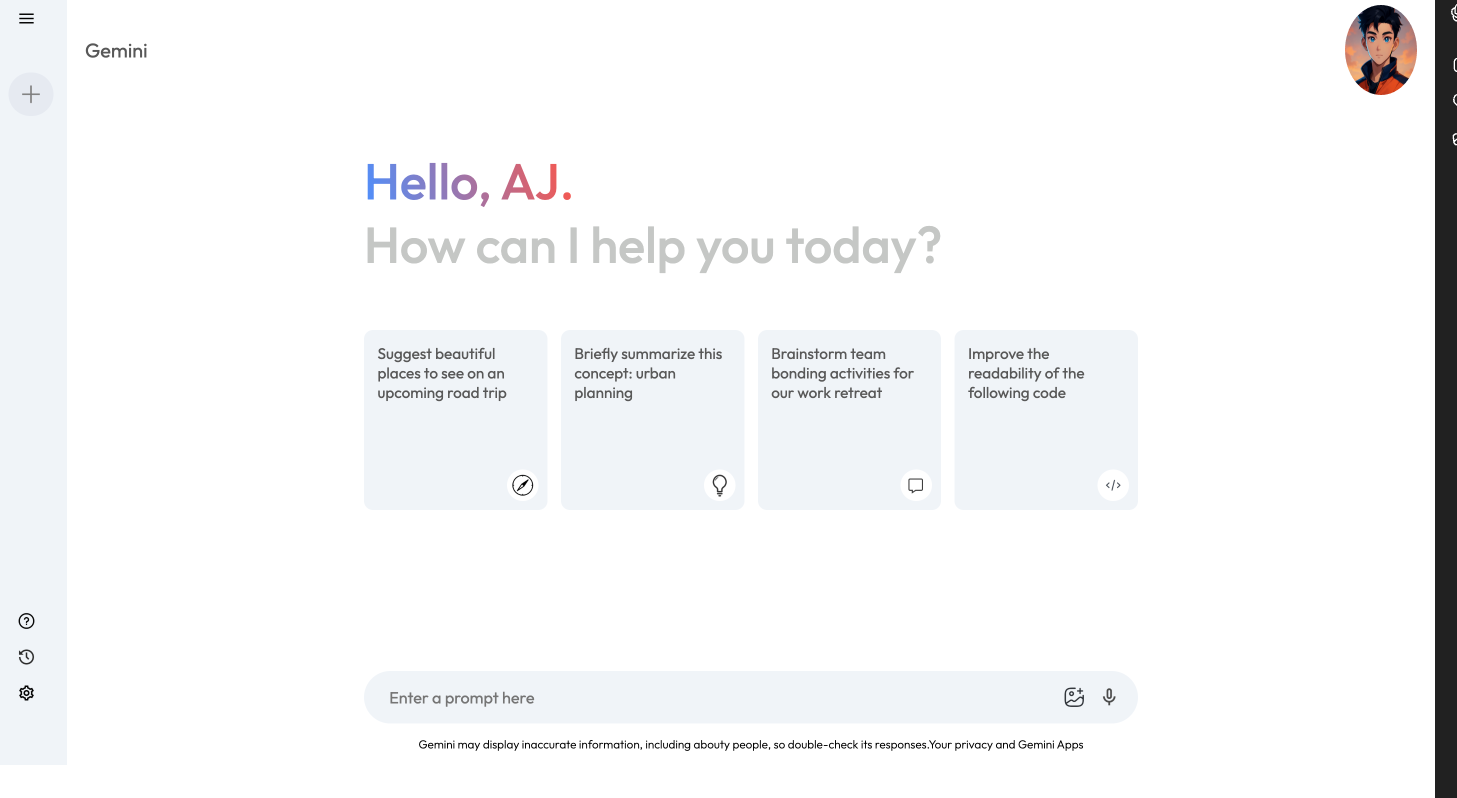 Gemini
Hello, AJ.
How can I help you today?
Suggest beautiful
places to see on an
upcoming road trip
Briefly summarize this
concept: urban
planning
Brainstorm team
bonding activities for
our work retreat
Improve the
readability of the
following code
Enter a prompt here
Gemini may display inaccurate information, including abouty people, so double-check its responses.Your privacy and Gemini Apps